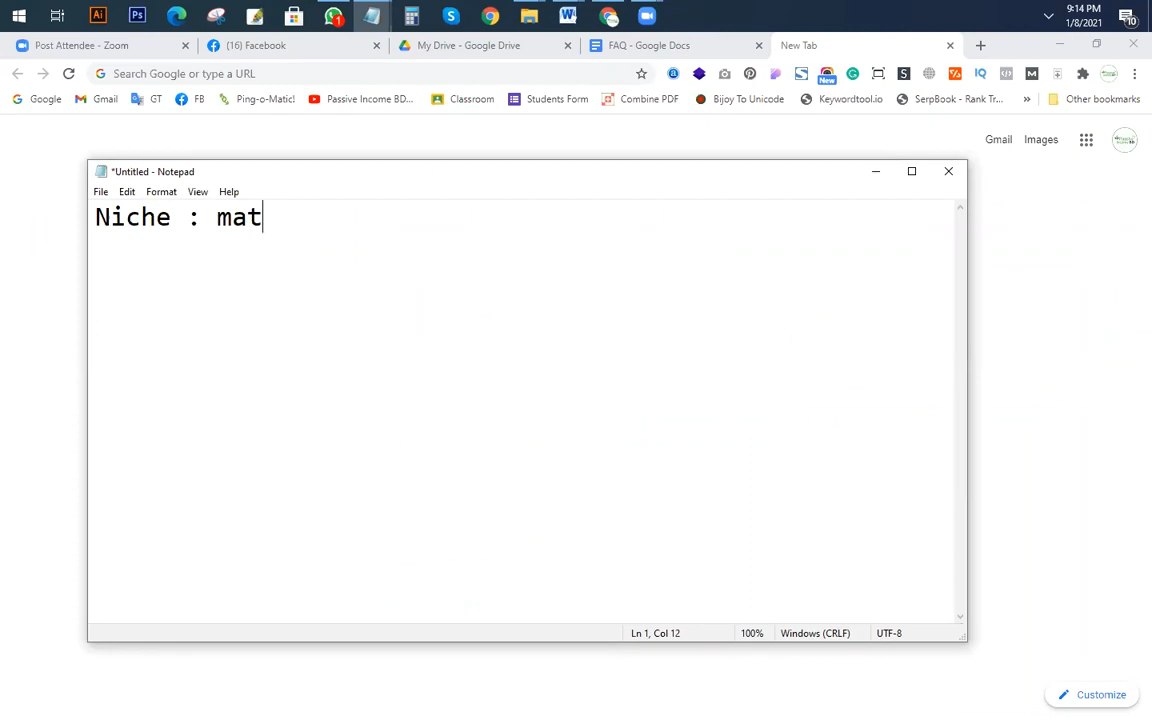 9:14 PM
1/8/2021
10
1
Post Attendee - Zoom
(16) Facebook
My Drive - Google Drive
FAQ - Google Docs
New Tab
Search Google or type a URL
New
Google
Gmail
GT
FB
Ping-o-Matic!
Passive Income BD...
Classroom
Students Form
Combine PDF
Bijoy To Unicode
Keywordtool.io
SerpBook - Rank Tr...
»
Other bookmarks
Gmail
Images
*Untitled - Notepad
File
Edit
Format
View
Help
Niche : mat
Ln 1, Col 12
100%
Windows (CRLF)
UTF-8
Customize